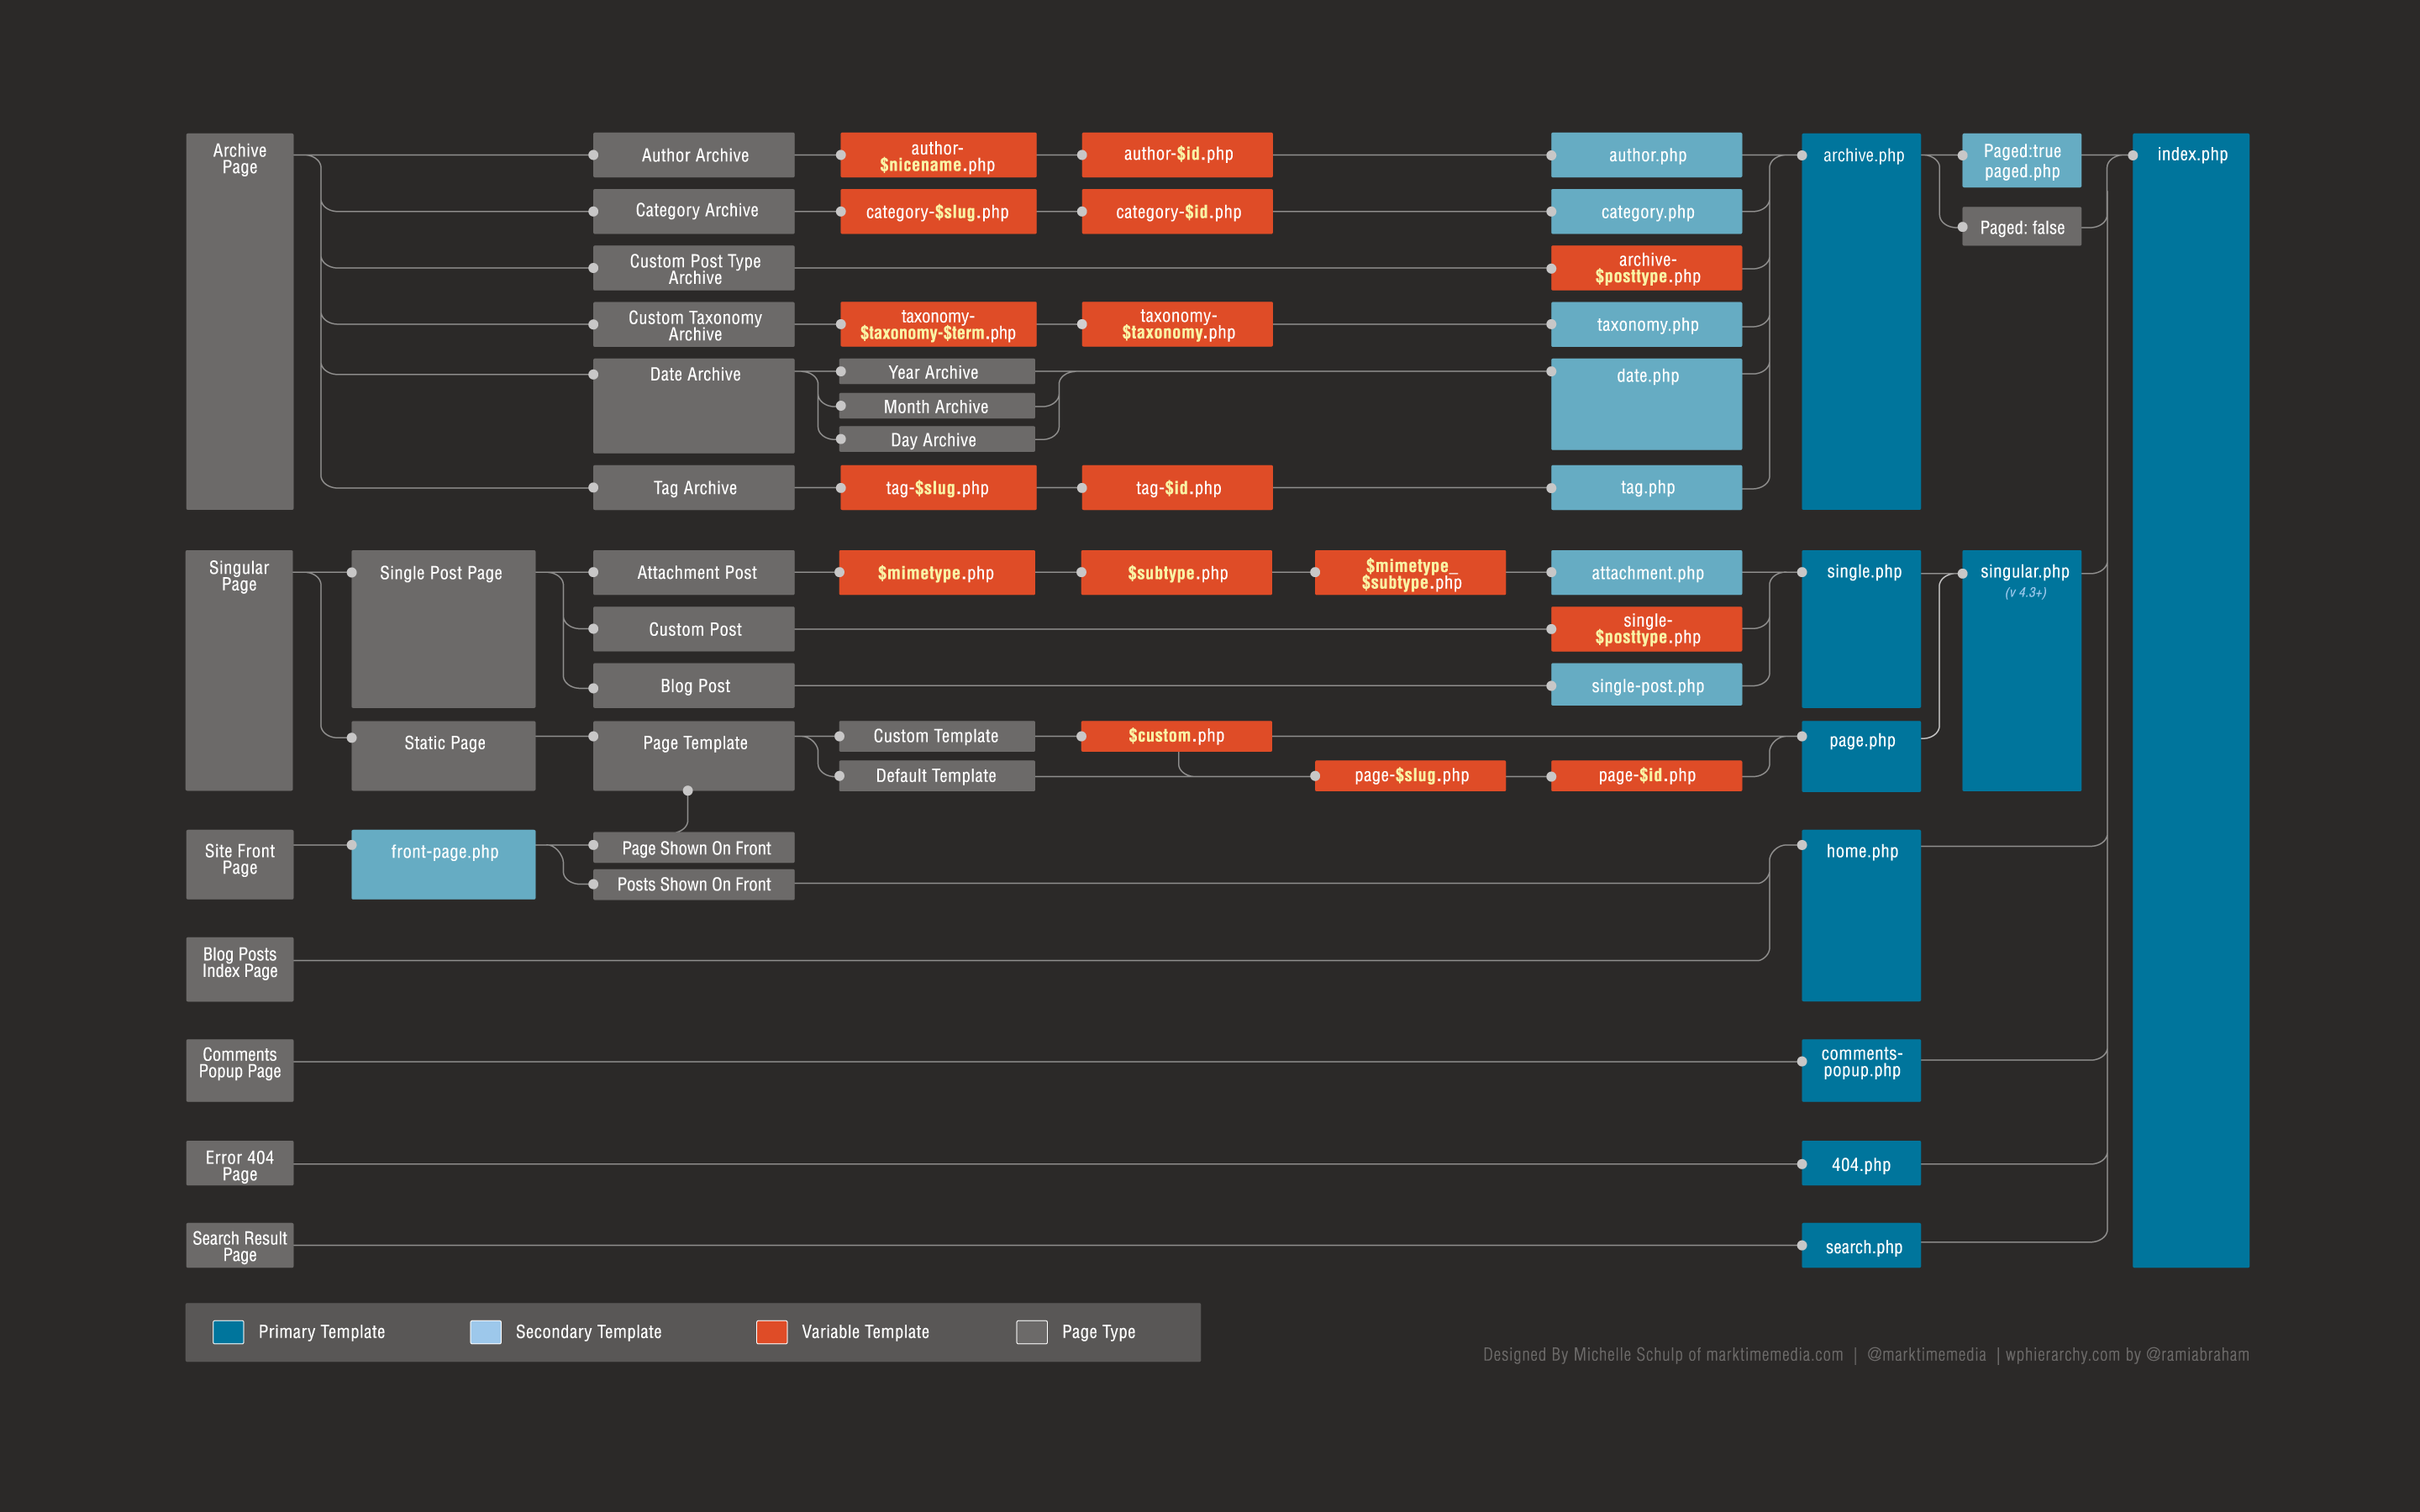 Archive
Page
Author Archive
author-
$nicename.php
author-$id.php
author.php
archive.php
Paged:true
paged.php
index.php
Category Archive
category-$slug.php
category-$id.php
category.php
Paged: false
Custom Post Type
Archive
archive-
$posttype.php
Custom Taxonomy
Archive
taxonomy-
$taxonomy-$term.php
taxonomy-
$taxonomy.php
taxonomy.php
Date Archive
Year Archive
Month Archive
Day Archive
date.php
Tag Archive
tag-$slug.php
tag-$id.php
tag.php
Singular
Page
Single Post Page
Attachment Post
$mimetype.php
$subtype.php
$mimetype_
$subtype.php
attachment.php
single.php
singular.php
(v 4.3+)
Custom Post
single-
$posttype.php
Blog Post
single-post.php
Static Page
Page Template
Custom Template
$custom.php
page.php
Default Template
page-$slug.php
page-$id.php
Site Front
Page
front-page.php
Page Shown On Front
Posts Shown On Front
home.php
Blog Posts
Index Page
Comments
Popup Page
comments-
popup.php
Error 404
Page
404.php
Search Result
Page
search.php
Primary Template
Secondary Template
Variable Template
Page Type
Designed By Michelle Schulp of marktimemedia.com | @marktimemedia | wphierarchy.com by @ramiabraham